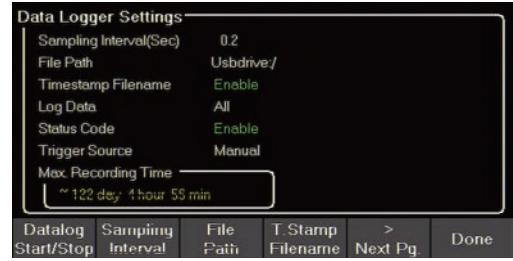 Data Logger Settings
Sampling Interval(Sec) 0.2
File Path Usbdrive:/
Timestamp Filename Enable
Log Data All
Status Code Enable
Trigger Source Manual
Max. Recording Time
~122 day 4 hour 55 min
Datalog Start/Stop
Sampling Interval
File Path
T.Stamp Filename
> Next Pg.
Done